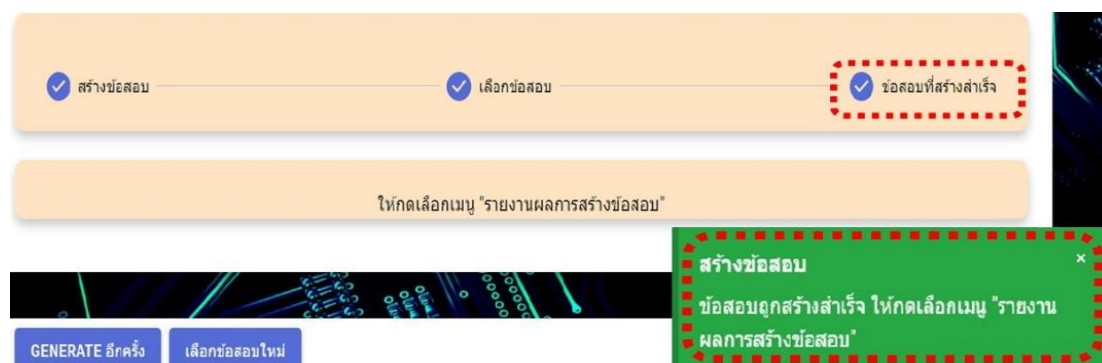 สร้างข้อสอบ
เลือกข้อสอบ
ข้อสอบที่สร้างสำเร็จ
ให้กดเลือกเมนู "รายงานผลการสร้างข้อสอบ"
สร้างข้อสอบ ×
ข้อสอบถูกสร้างสำเร็จ ให้กดเลือกเมนู "รายงาน
ผลการสร้างข้อสอบ"
GENERATE อีกครั้ง
เลือกข้อสอบใหม่